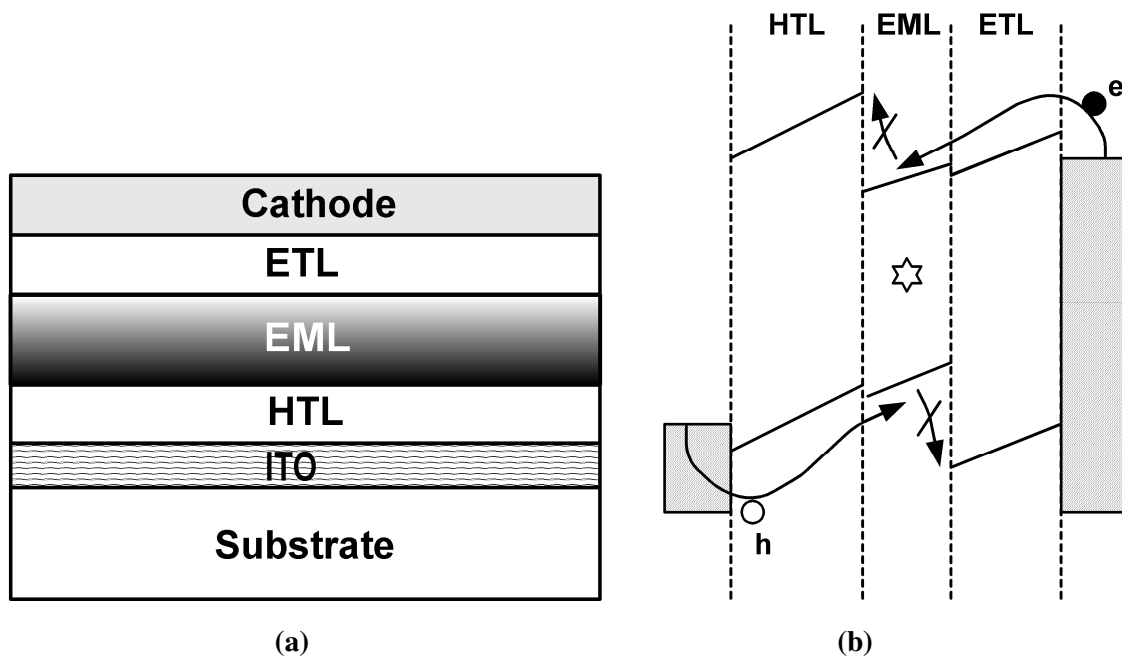 Cathode
ETL
EML
HTL
ITO
Substrate
(a)
HTL EML ETL
e
h
(b)